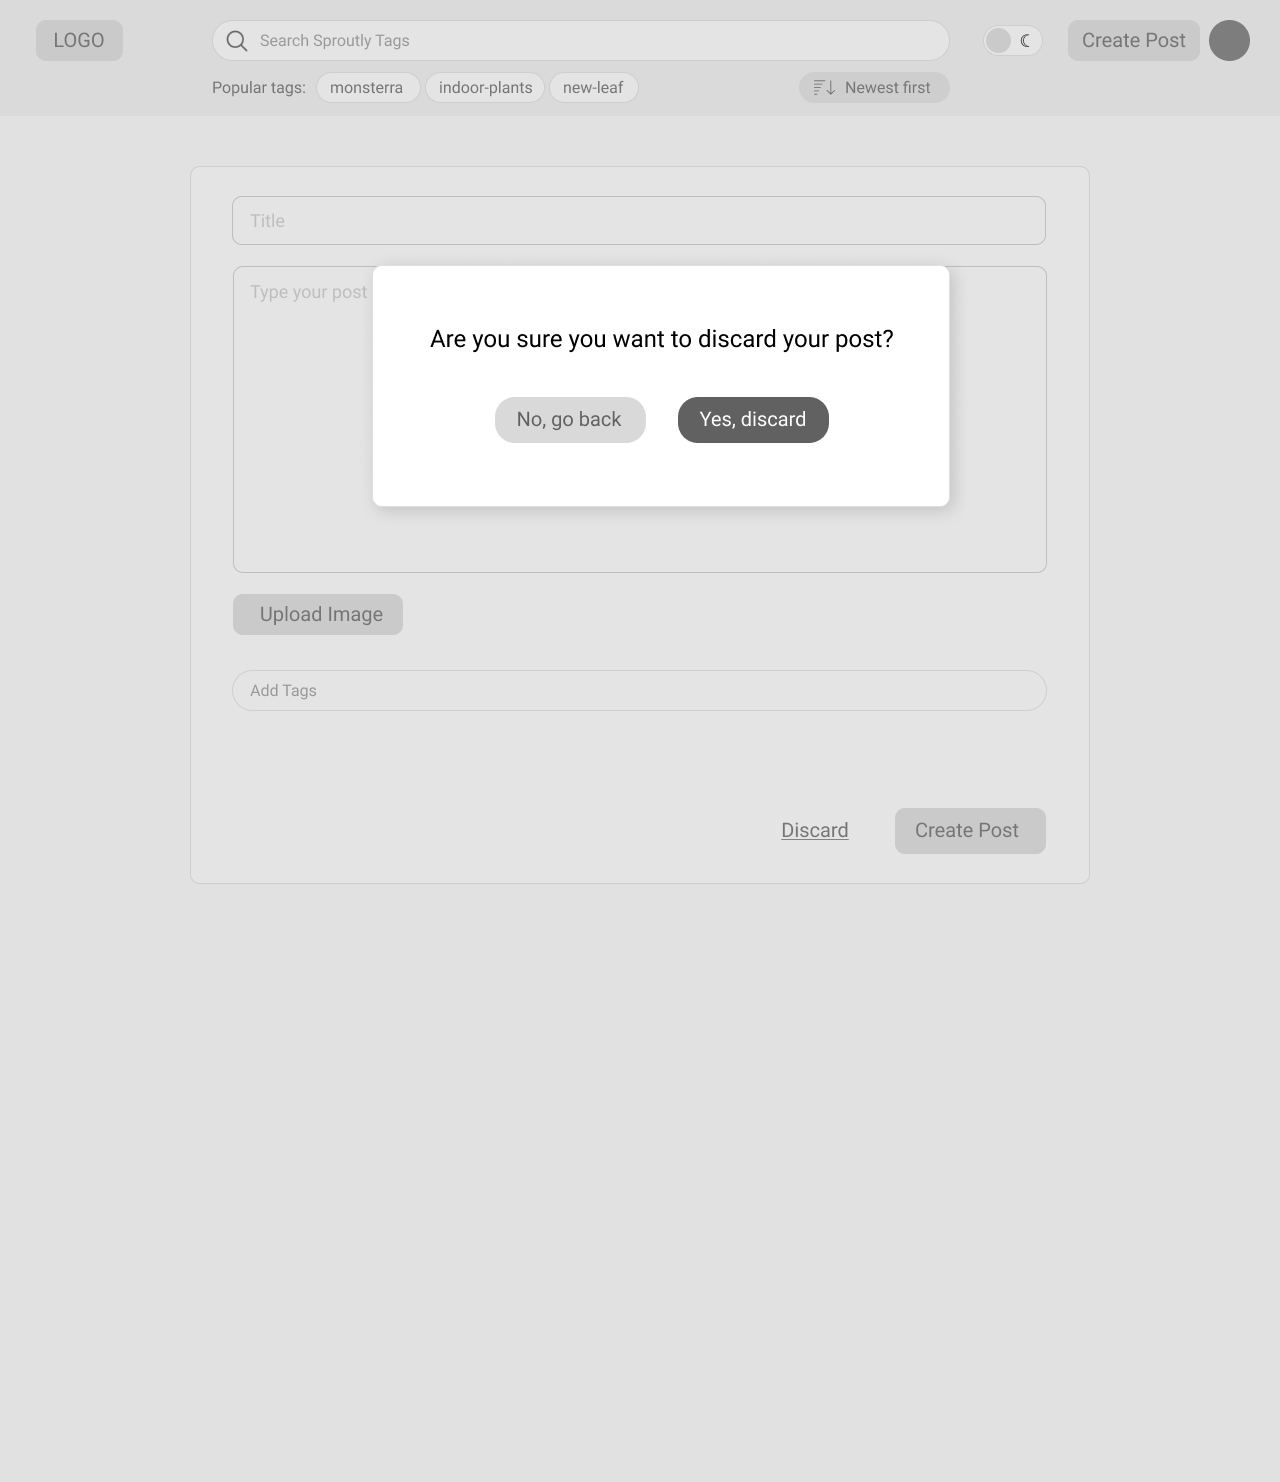 LOGO
Search Sproutly Tags
Create Post
Popular tags:
monsterra
indoor-plants
new-leaf
Newest first
Title
Type your post
Are you sure you want to discard your post?
No, go back
Yes, discard
Upload Image
Add Tags
Discard
Create Post